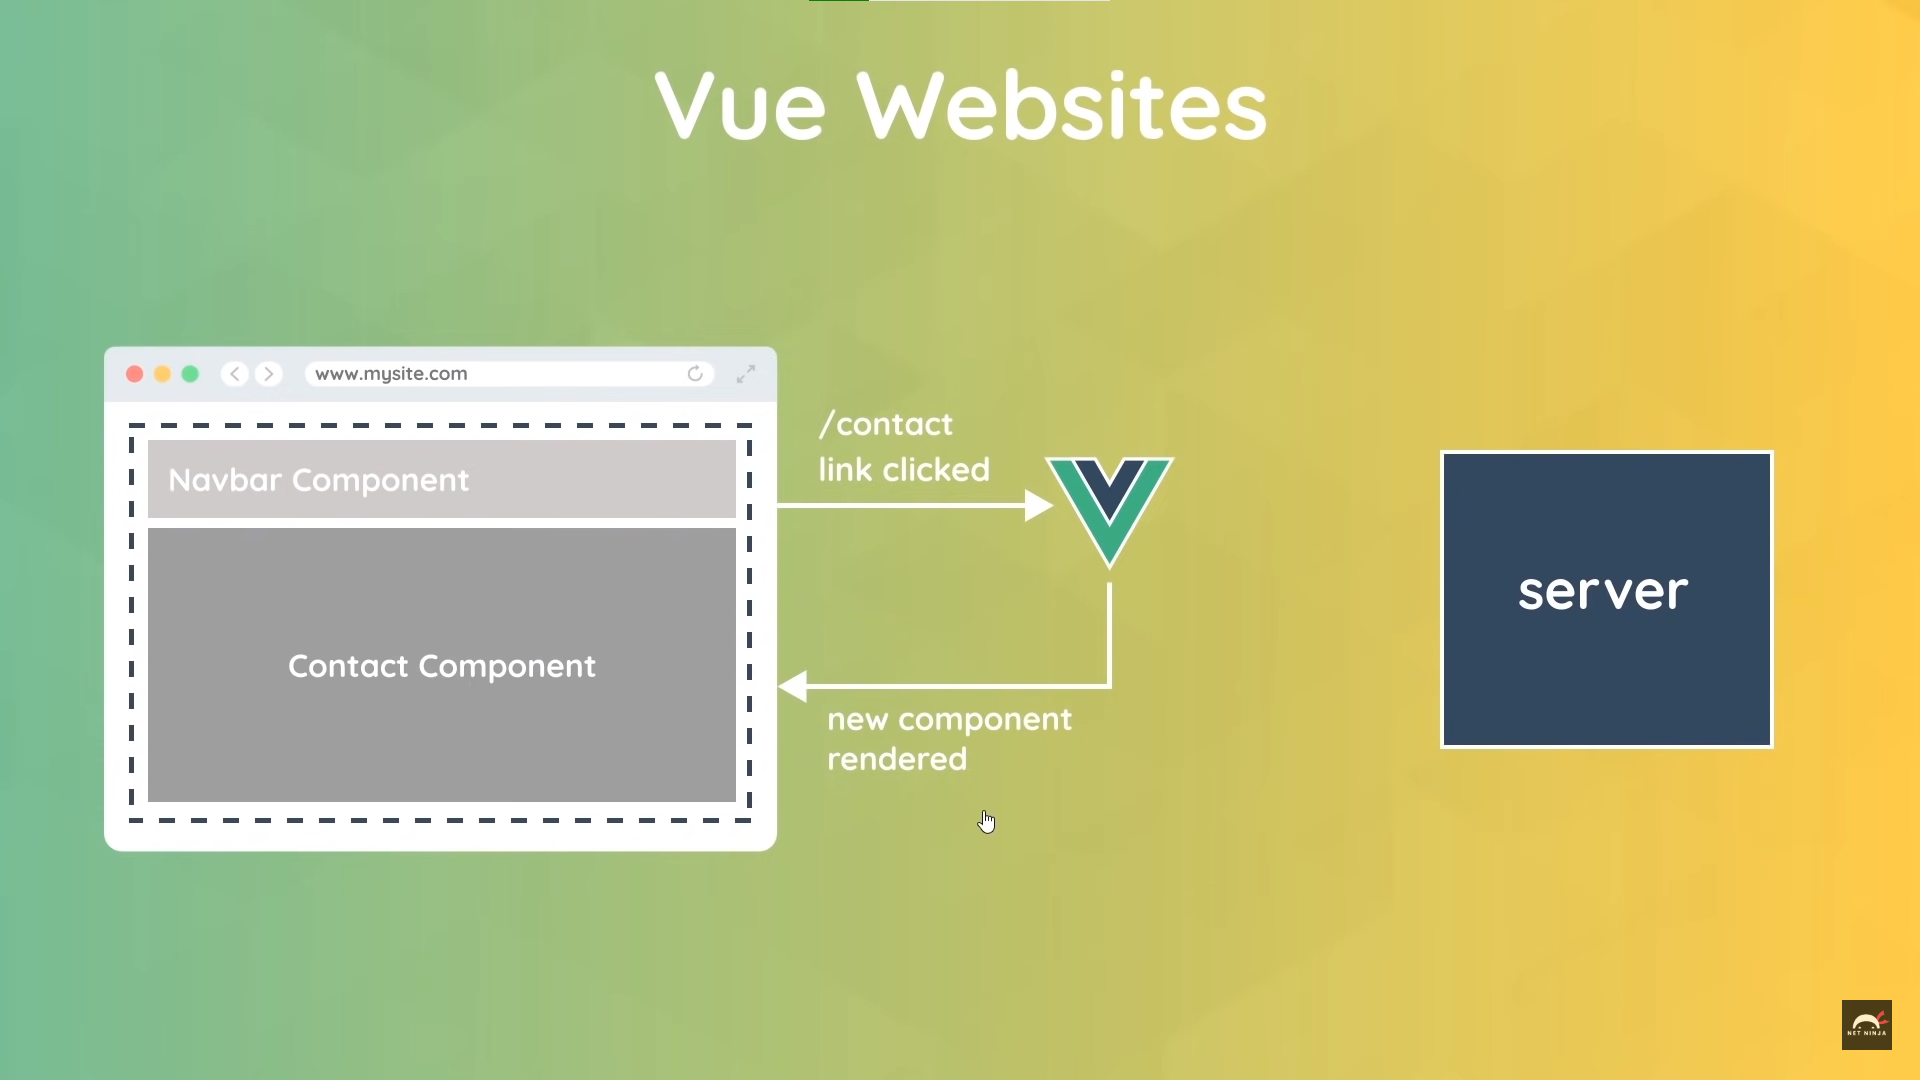 Vue Websites
www.mysite.com
Navbar Component
Contact Component
/contact
link clicked
new component
rendered
server
NET NINJA